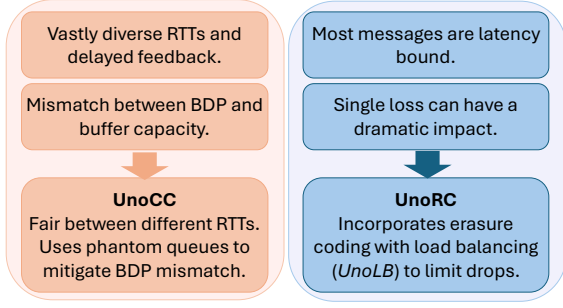 Vastly diverse RTTs and
delayed feedback.
Mismatch between BDP and
buffer capacity.
UnoCC
Fair between different RTTs.
Uses phantom queues to
mitigate BDP mismatch.
Most messages are latency
bound.
Single loss can have a
dramatic impact.
UnoRC
Incorporates erasure
coding with load balancing
(UnoLB) to limit drops.